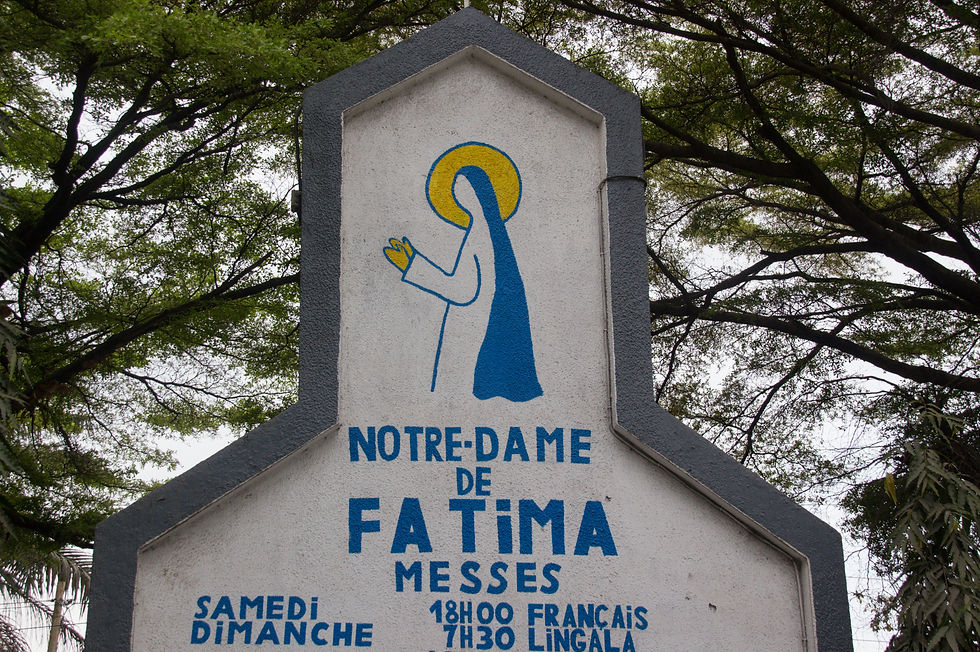 NOTRE-DAME
DE
FATiMA
MESSES
SAMEDi 18H00 FRANÇAiS
DiMANCHE 7H30 LiNGALA